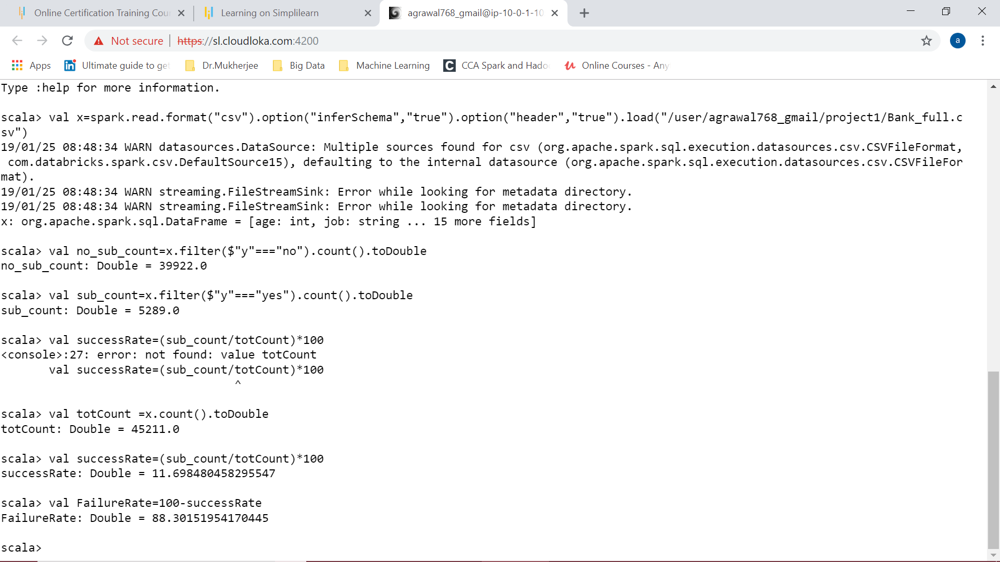 Online Certification Training Cou
Learning on Simplilearn
agrawal768_gmail@ip-10-0-1-10
Not secure
https://sl.cloudloka.com:4200
a
Apps
Ultimate guide to get
Dr.Mukherjee
Big Data
Machine Learning
CCA Spark and Hado
Online Courses - Any
Type :help for more information.
scala> val x=spark.read.format("csv").option("inferSchema","true").option("header","true").load("/user/agrawal768_gmail/project1/Bank_full.c
sv")
19/01/25 08:48:34 WARN datasources.DataSource: Multiple sources found for csv (org.apache.spark.sql.execution.datasources.csv.CSVFileFormat,
 com.databricks.spark.csv.DefaultSource15), defaulting to the internal datasource (org.apache.spark.sql.execution.datasources.csv.CSVFileFor
mat).
19/01/25 08:48:34 WARN streaming.FileStreamSink: Error while looking for metadata directory.
19/01/25 08:48:34 WARN streaming.FileStreamSink: Error while looking for metadata directory.
x: org.apache.spark.sql.DataFrame = [age: int, job: string ... 15 more fields]
scala> val no_sub_count=x.filter($"y"==="no").count().toDouble
no_sub_count: Double = 39922.0
scala> val sub_count=x.filter($"y"==="yes").count().toDouble
sub_count: Double = 5289.0
scala> val successRate=(sub_count/totCount)*100
<console>:27: error: not found: value totCount
       val successRate=(sub_count/totCount)*100
                                  ^
scala> val totCount =x.count().toDouble
totCount: Double = 45211.0
scala> val successRate=(sub_count/totCount)*100
successRate: Double = 11.698480458295547
scala> val FailureRate=100-successRate
FailureRate: Double = 88.30151954170445
scala>